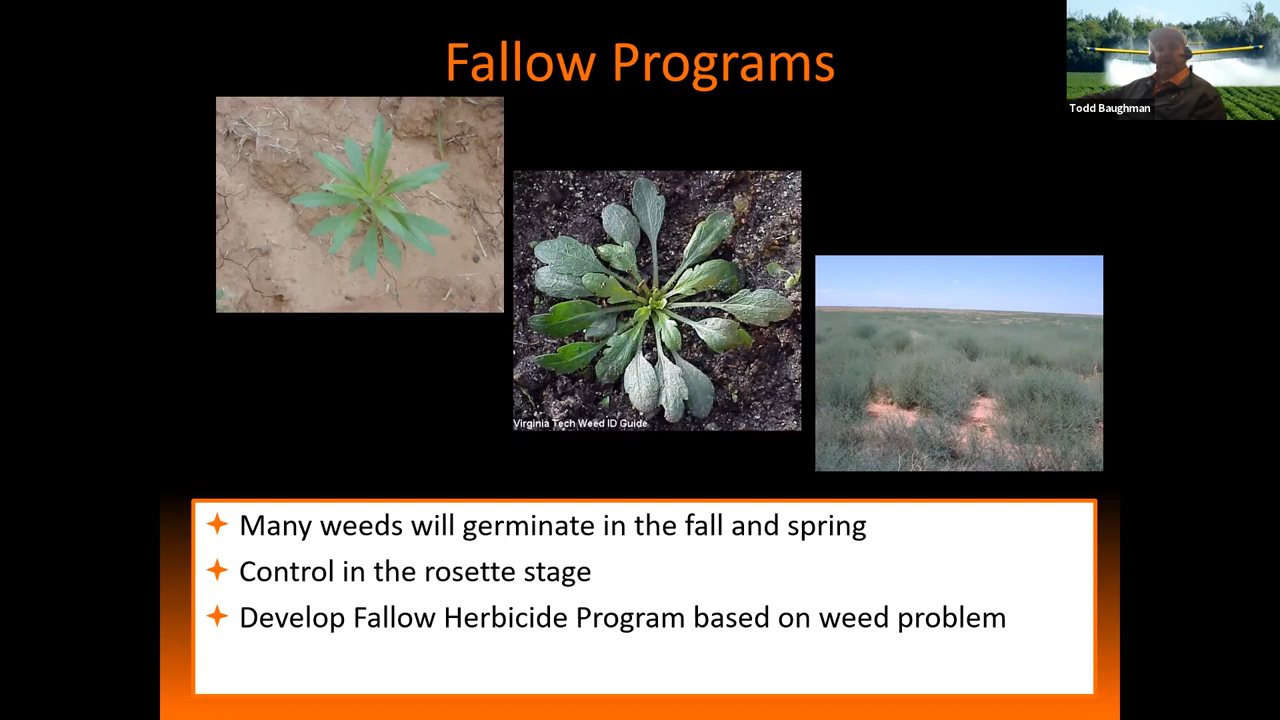 Fallow Programs
Todd Baughman
Virginia Tech Weed ID Guide
Many weeds will germinate in the fall and spring
Control in the rosette stage
Develop Fallow Herbicide Program based on weed problem